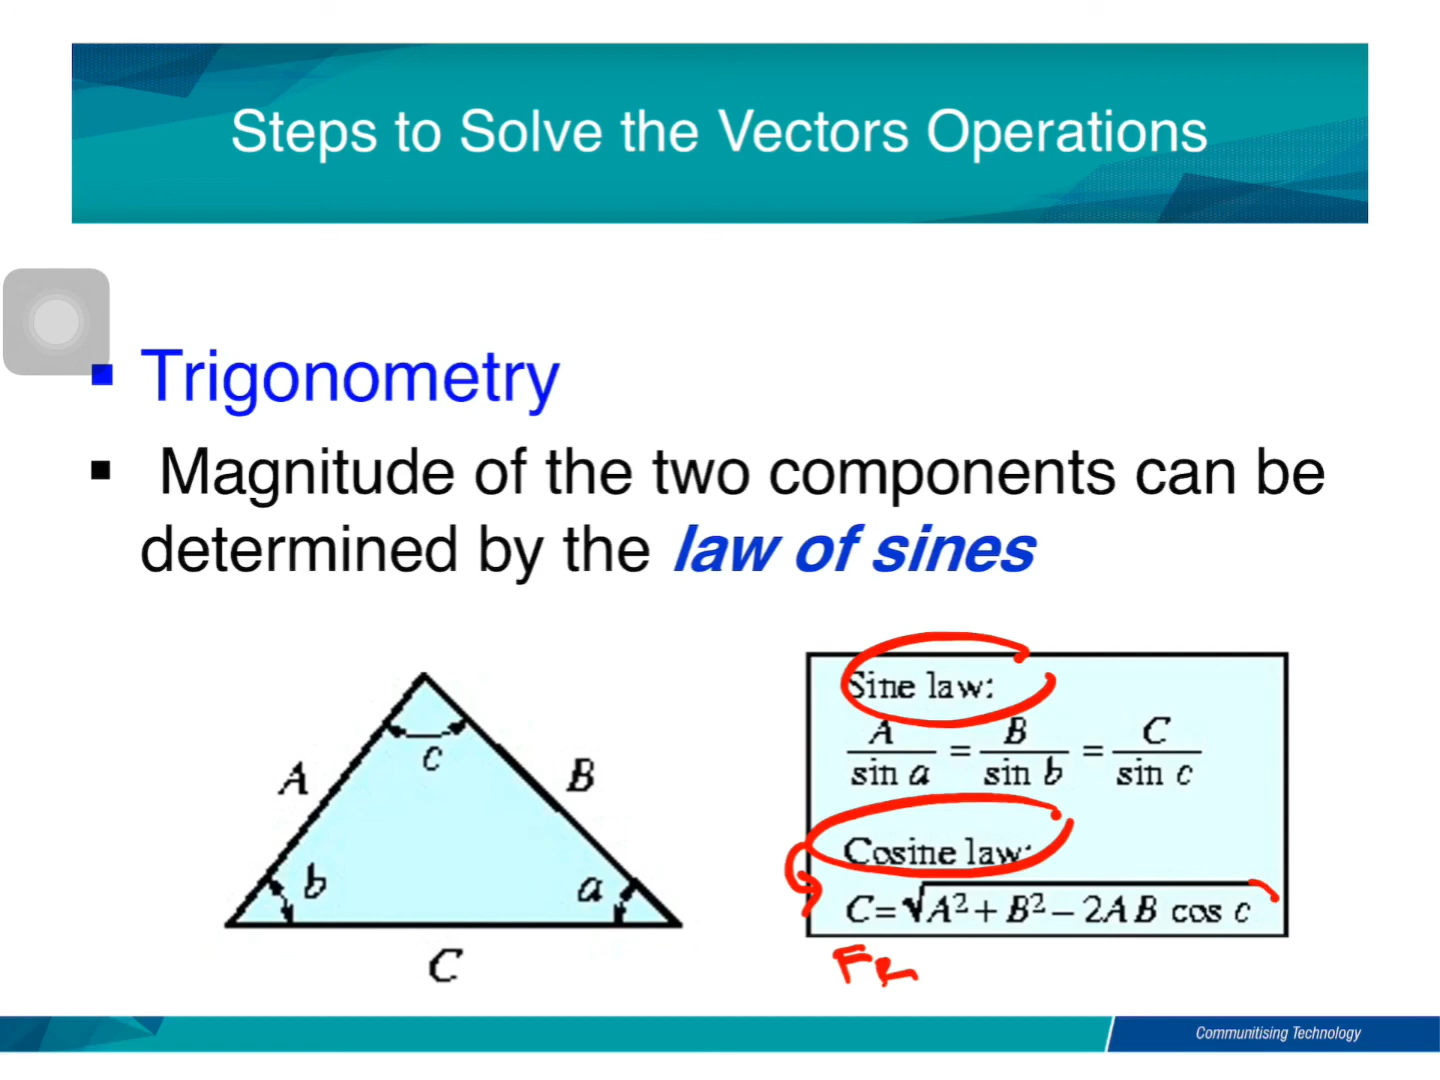 Steps to Solve the Vectors Operations
▪ Trigonometry
▪ Magnitude of the two components can be
determined by the law of sines
c
A
B
b
a
C
Sine law:
A/sin a = B/sin b = C/sin c
Cosine law:
C=√A²+B²−2AB cos c
FR
Communitising Technology